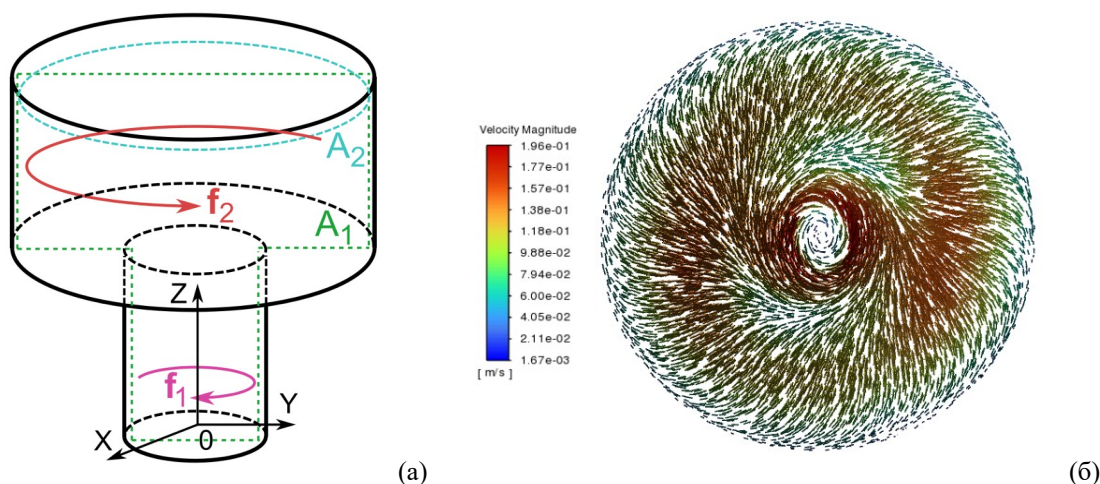 A₂
f₂
A₁
Z
f₁
Y
X
0
(а)
Velocity Magnitude
1.96e-01
1.77e-01
1.57e-01
1.38e-01
1.18e-01
9.88e-02
7.94e-02
6.00e-02
4.05e-02
2.11e-02
1.67e-03
[ m/s ]
(б)